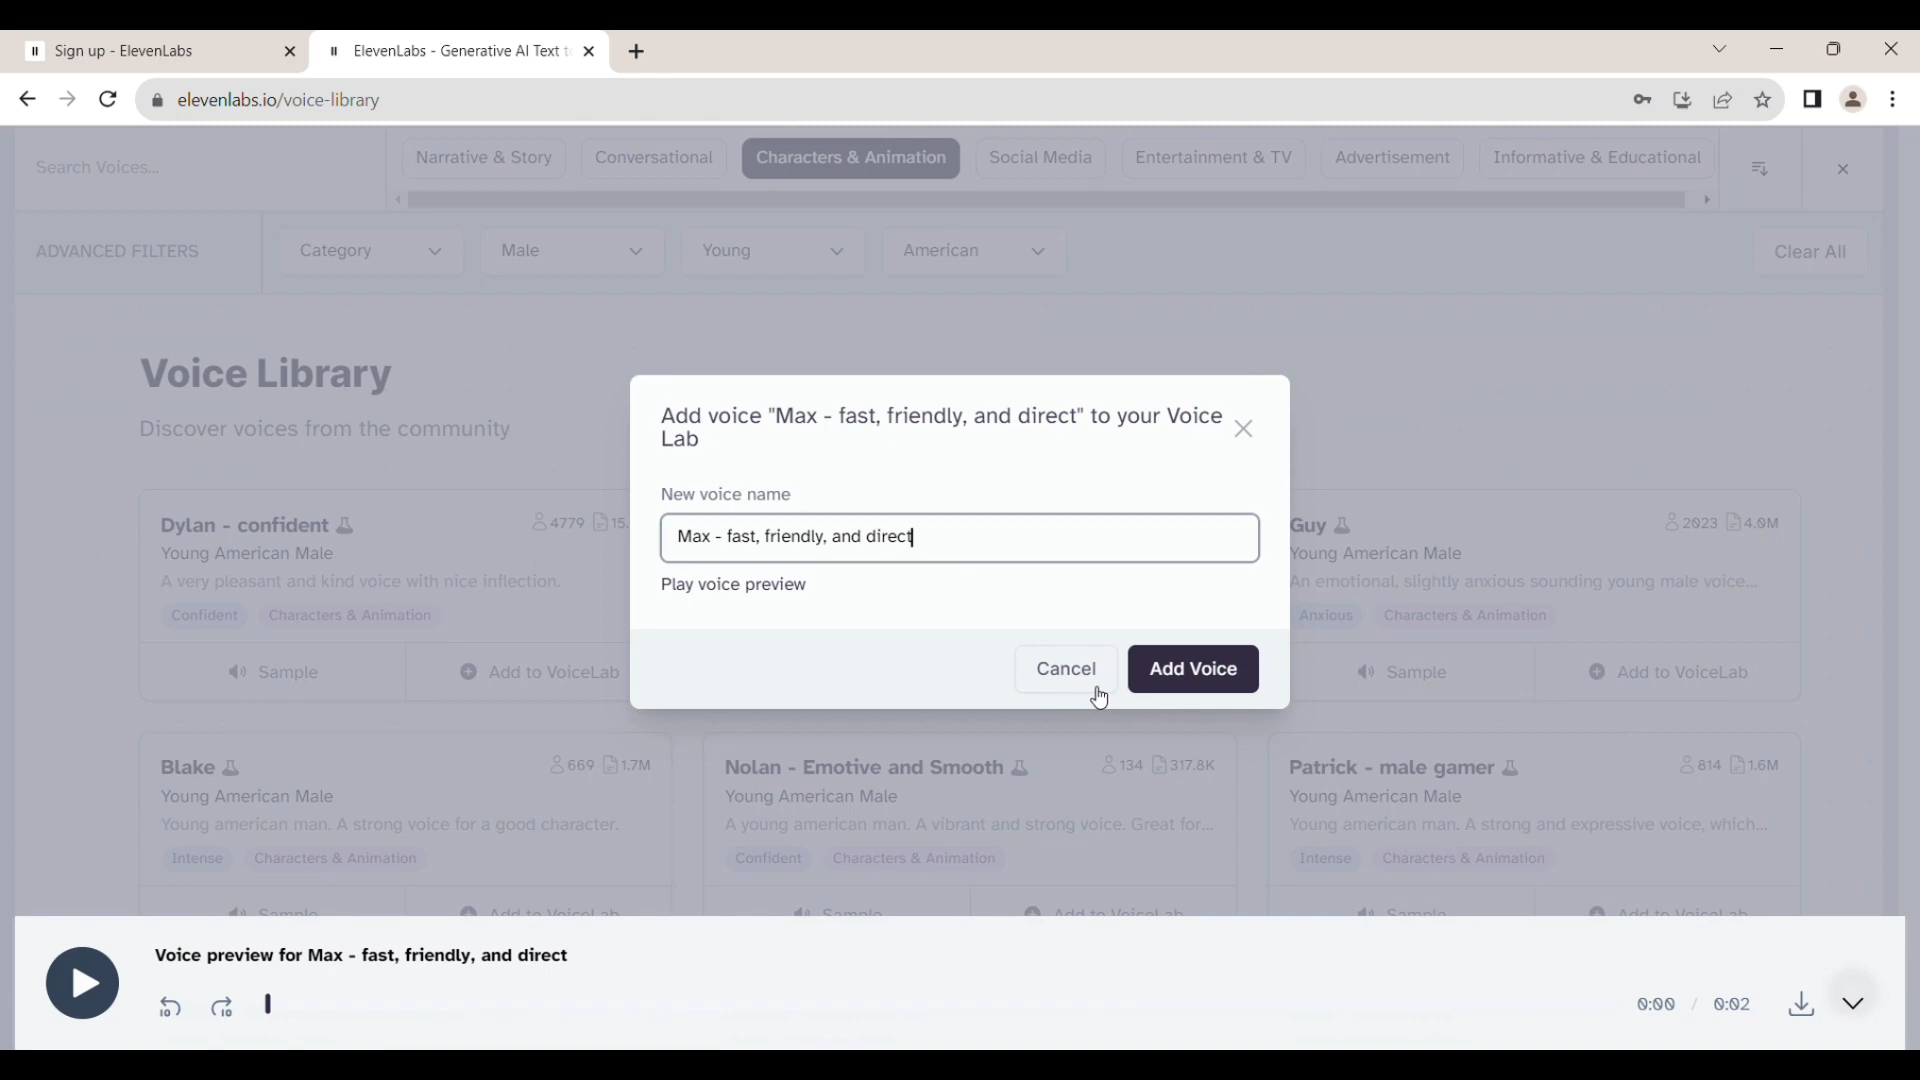 Sign up - ElevenLabs
ElevenLabs - Generative AI Text t
elevenlabs.io/voice-library
Search Voices...
Narrative & Story
Conversational
Characters & Animation
Social Media
Entertainment & TV
Advertisement
Informative & Educational
ADVANCED FILTERS
Category
Male
Young
American
Clear All
Voice Library
Discover voices from the community
Add voice "Max - fast, friendly, and direct" to your Voice
Lab
New voice name
Max - fast, friendly, and direct
Play voice preview
Cancel
Add Voice
Dylan - confident
4779
15.
Young American Male
A very pleasant and kind voice with nice inflection.
Confident
Characters & Animation
Sample
Add to VoiceLab
Guy
2023
4.0M
Young American Male
An emotional, slightly anxious sounding young male voice...
Anxious
Characters & Animation
Sample
Add to VoiceLab
Blake
669
1.7M
Young American Male
Young american man. A strong voice for a good character.
Intense
Characters & Animation
Sample
Add to VoiceLab
Nolan - Emotive and Smooth
134
317.8K
Young American Male
A young american man. A vibrant and strong voice. Great for...
Confident
Characters & Animation
Sample
Add to VoiceLab
Patrick - male gamer
814
1.6M
Young American Male
Young american man. A strong and expressive voice, which...
Intense
Characters & Animation
Sample
Add to VoiceLab
Voice preview for Max - fast, friendly, and direct
10
10
0:00 / 0:02